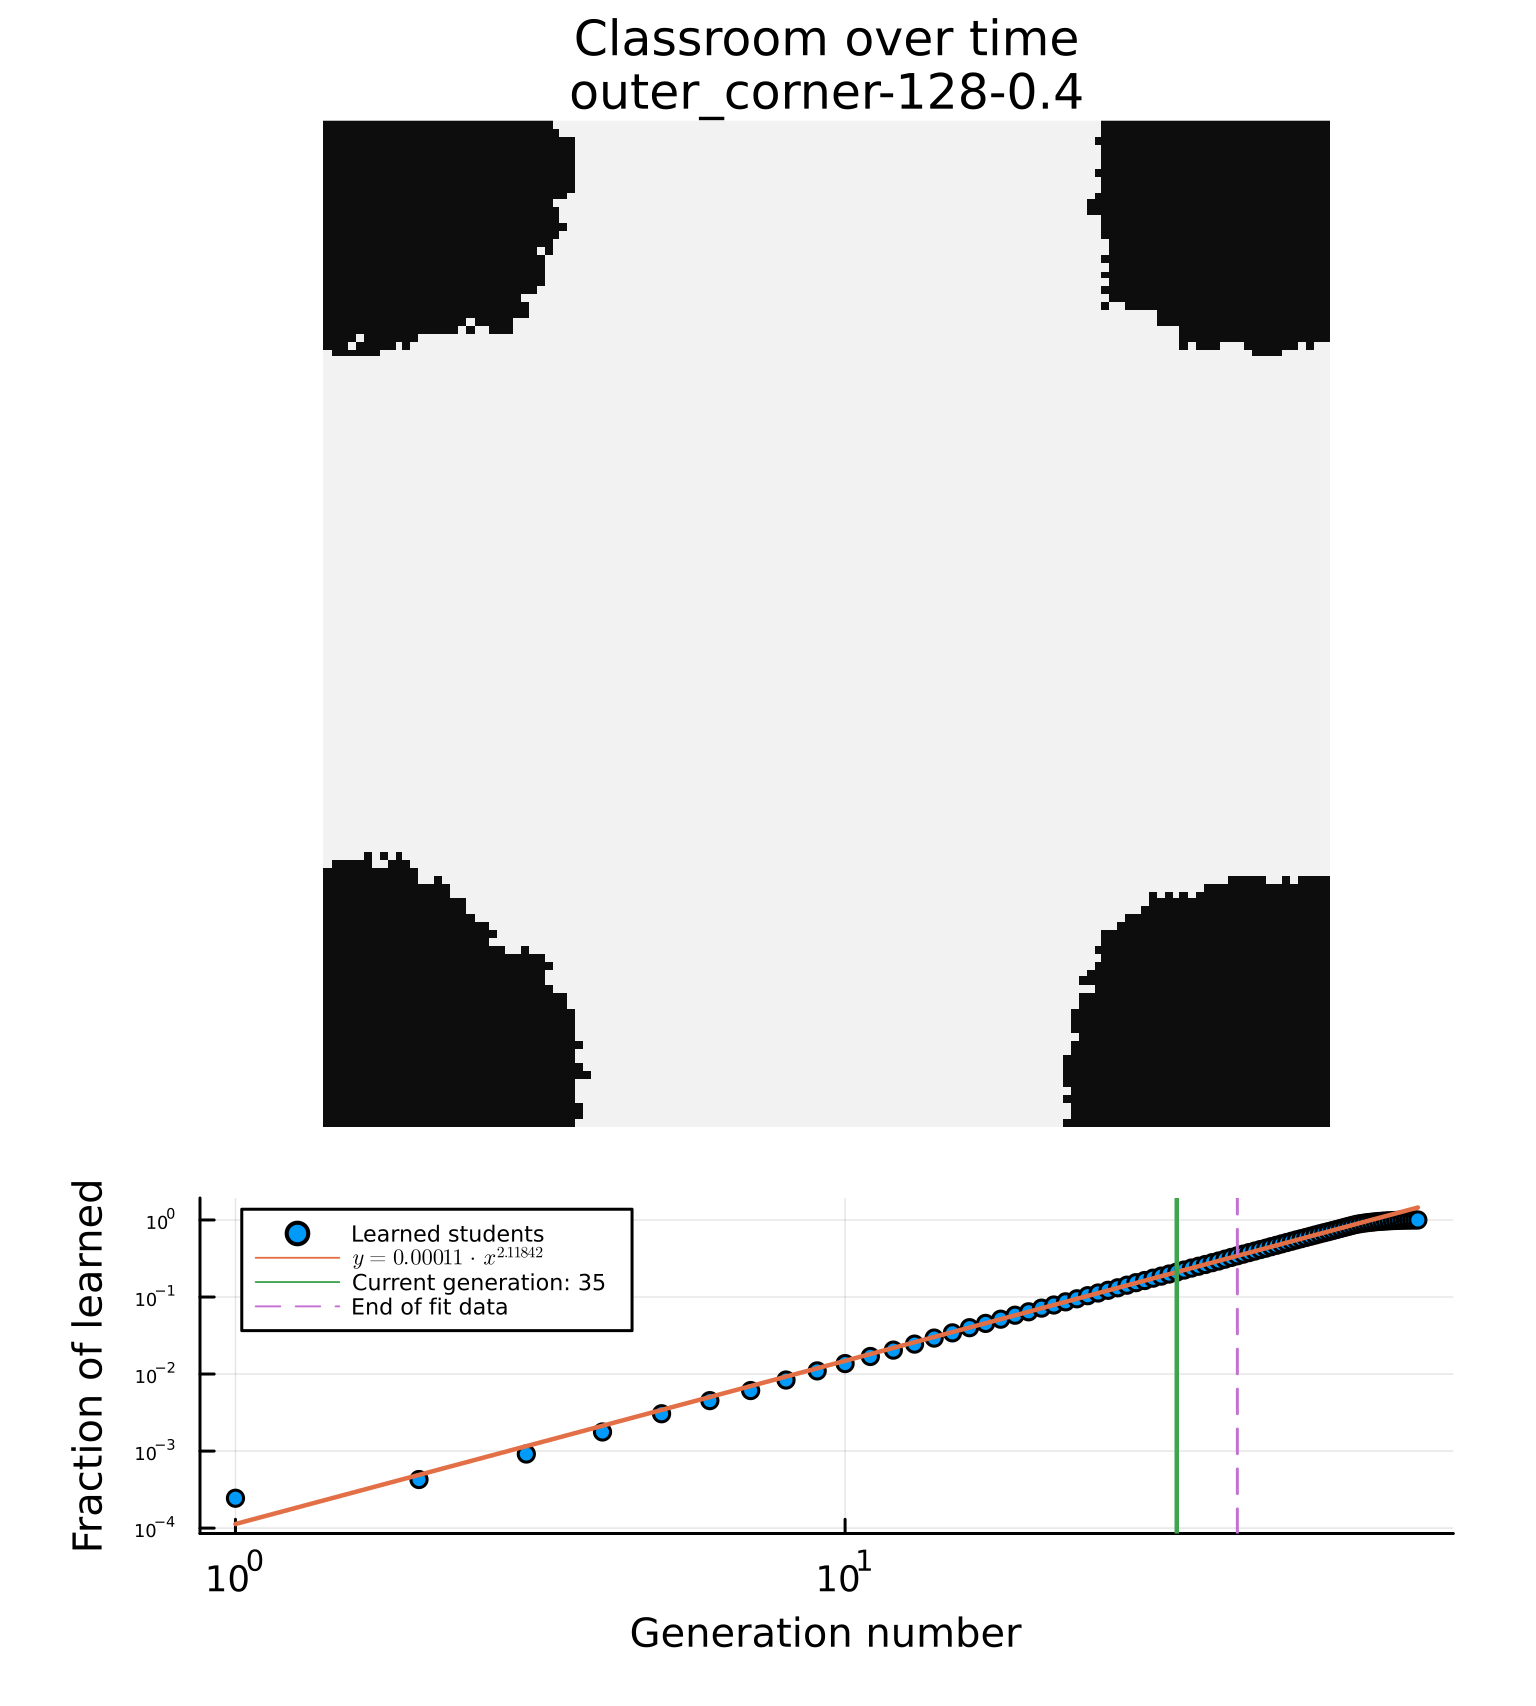 Classroom over time
outer_corner-128-0.4
Fraction of learned
10^0
10^-1
10^-2
10^-3
10^-4
Learned students
y = 0.00011 · x^2.11842
Current generation: 35
End of fit data
10^0
10^1
Generation number